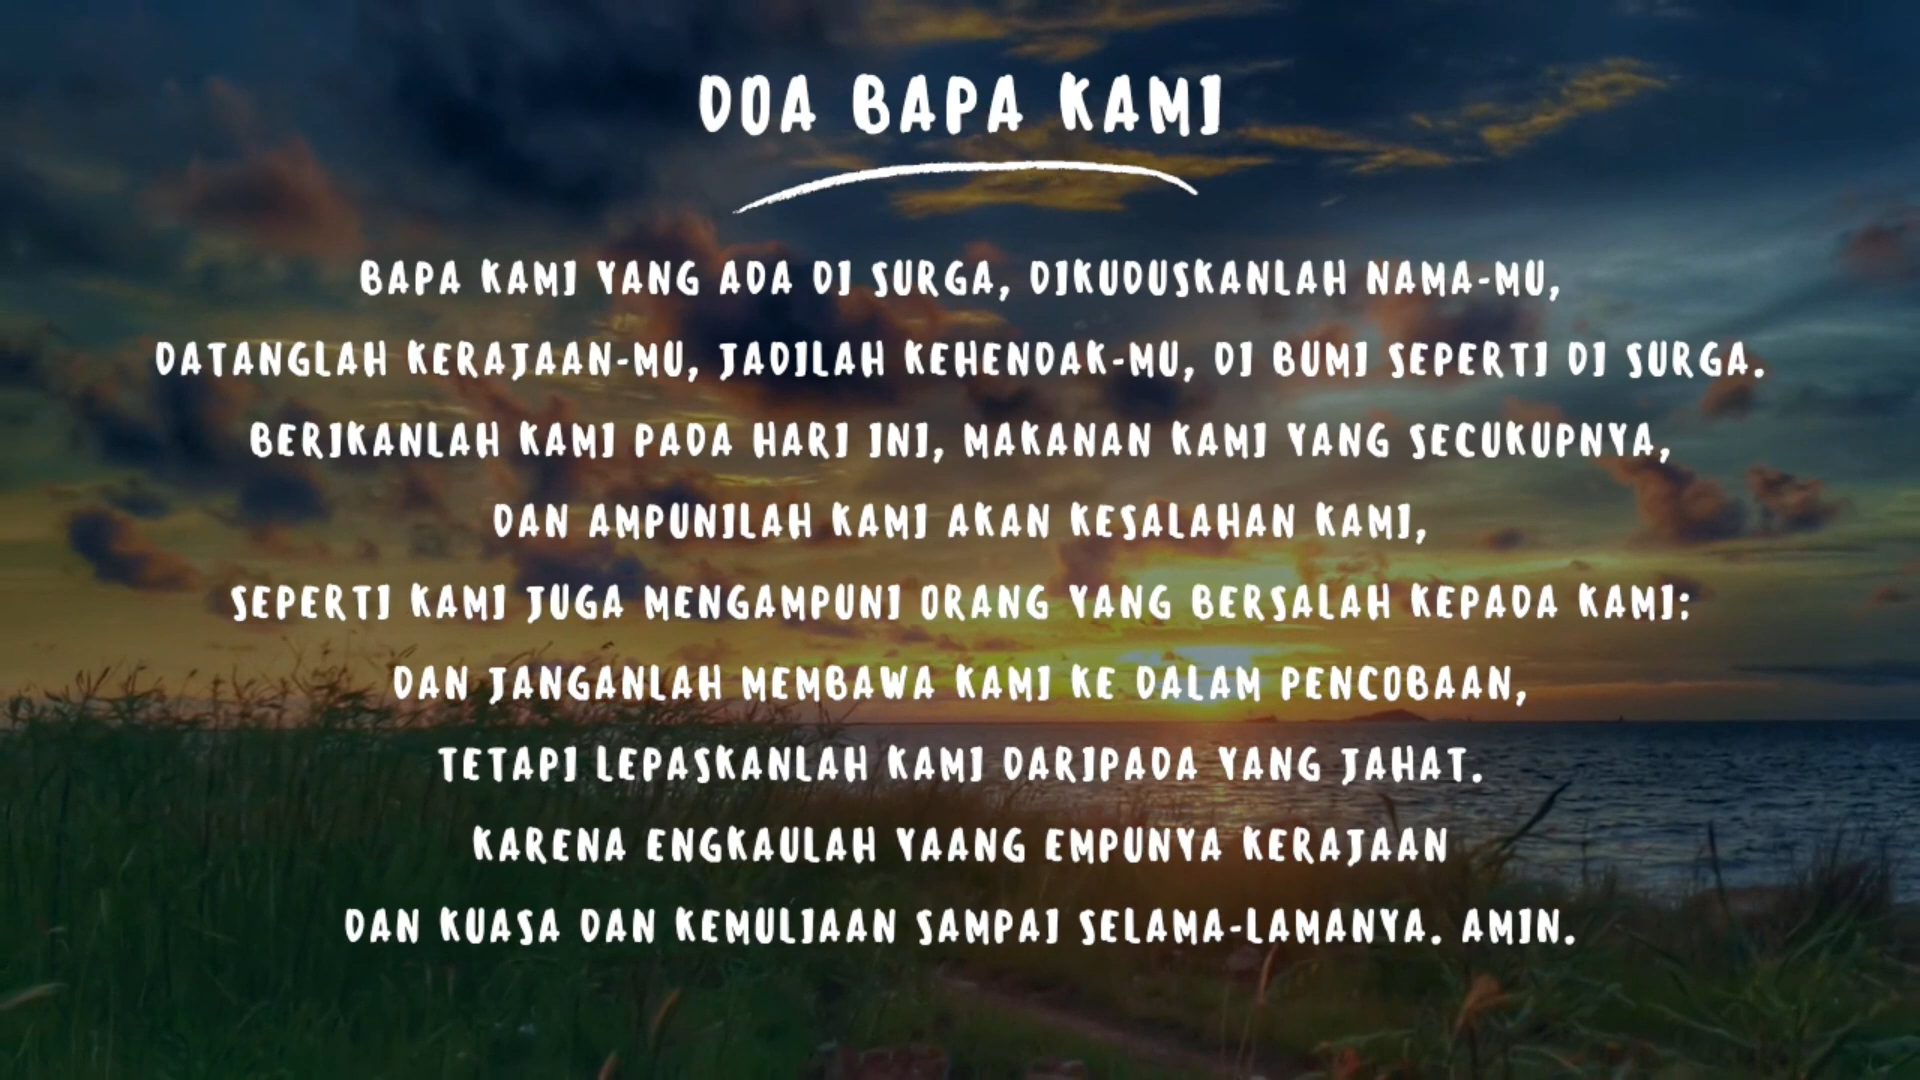 DOA BAPA KAMI
BAPA KAMI YANG ADA DI SURGA, DIKUDUSKANLAH NAMA-MU,
DATANGLAH KERAJAAN-MU, JADILAH KEHENDAK-MU, DI BUMI SEPERTI DI SURGA.
BERIKANLAH KAMI PADA HARI INI, MAKANAN KAMI YANG SECUKUPNYA,
DAN AMPUNILAH KAMI AKAN KESALAHAN KAMI,
SEPERTI KAMI JUGA MENGAMPUNI ORANG YANG BERSALAH KEPADA KAMI:
DAN JANGANLAH MEMBAWA KAMI KE DALAM PENCOBAAN,
TETAPI LEPASKANLAH KAMI DARIPADA YANG JAHAT.
KARENA ENGKAULAH YAANG EMPUNYA KERAJAAN
DAN KUASA DAN KEMULIAAN SAMPAI SELAMA-LAMANYA. AMIN.